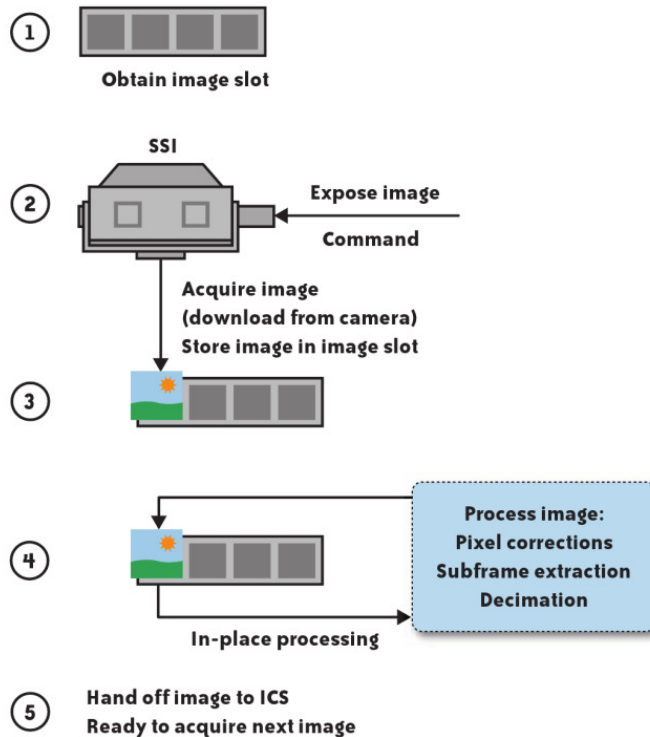 1
Obtain image slot
SSI
2
Expose image
Command
Acquire image
(download from camera)
Store image in image slot
3
4
Process image:
Pixel corrections
Subframe extraction
Decimation
In-place processing
5
Hand off image to ICS
Ready to acquire next image